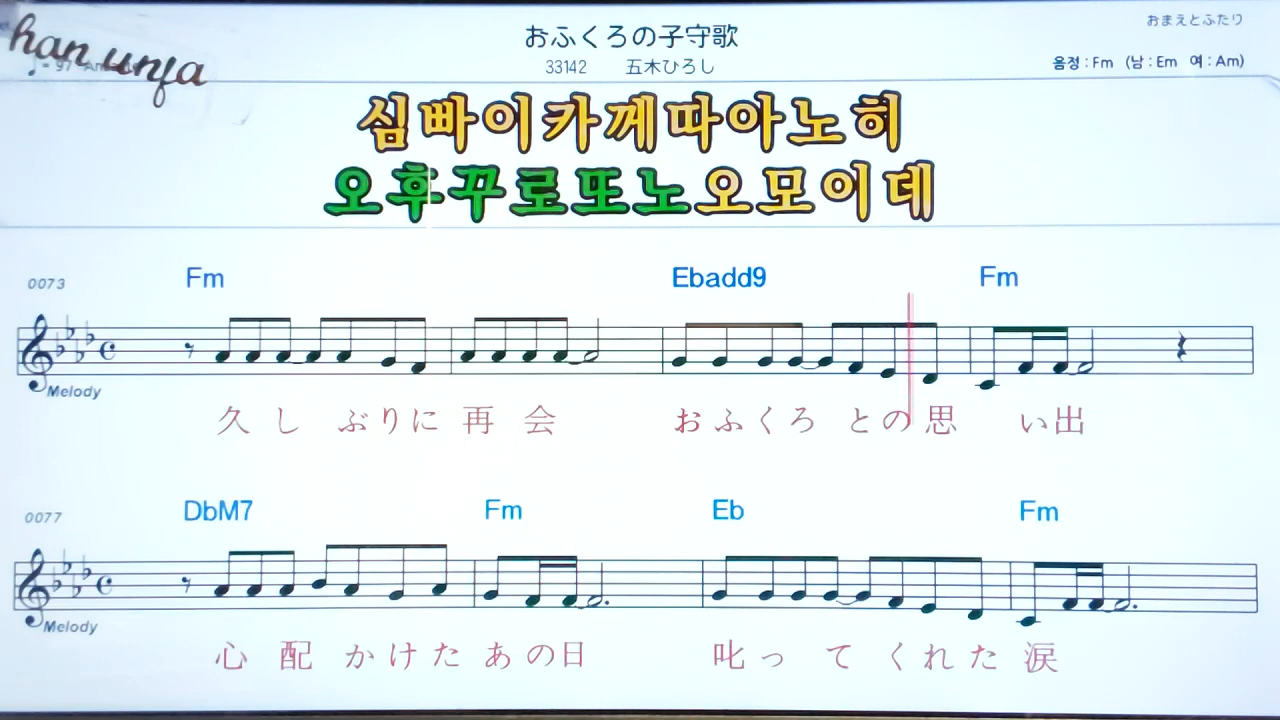 han unja
おまえとふたり
おふくろの子守歌
33142 五木ひろし
음정 : Fm (남 : Em 여 : Am)
♩= 97
심빠이카께따아노히
오후꾸로또노오모이데
0073 Fm Ebadd9 Fm
Melody
久しぶりに再会 おふくろとの思い出
0077 DbM7 Fm Eb Fm
Melody
心配かけたあの日 叱ってくれた涙